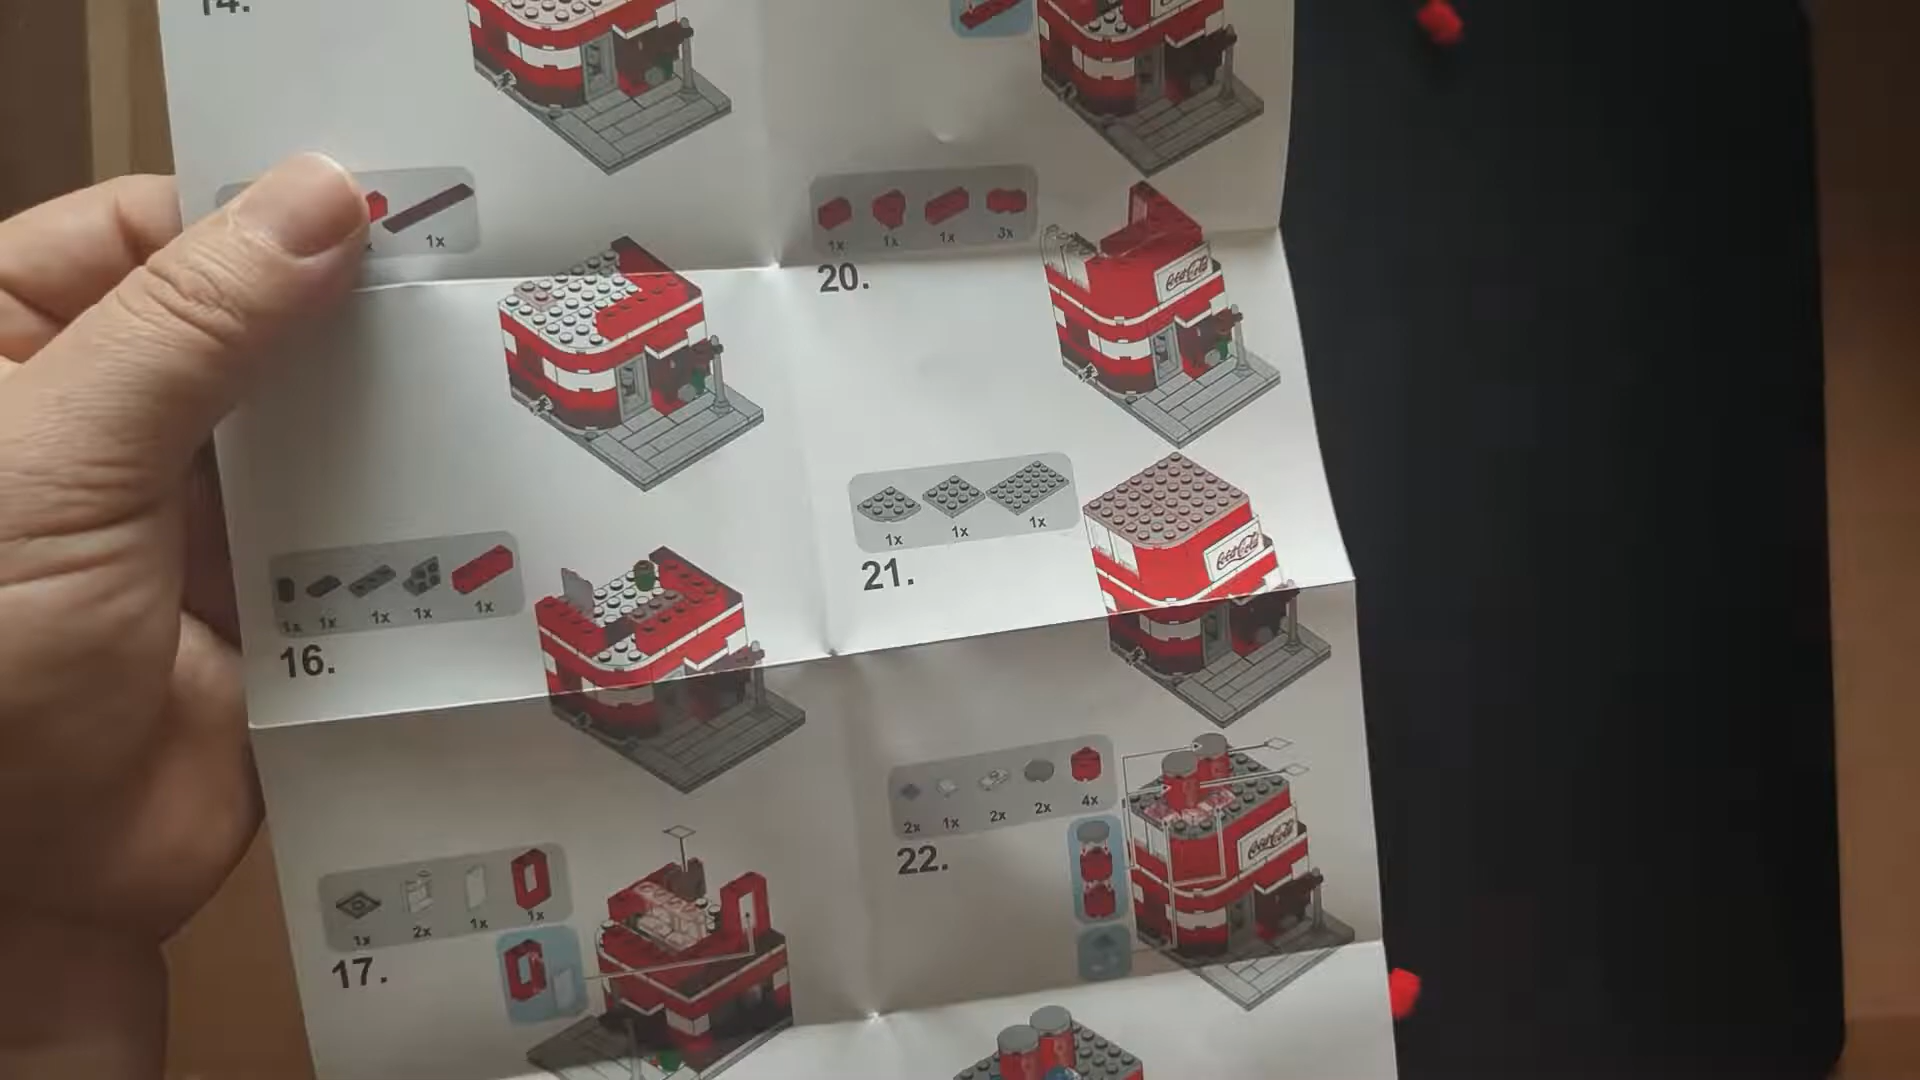 14.
x 1x
1x 1x 1x 1x 1x
16.
1x 2x 1x 1x
17.
1x 1x 1x 3x
20.
Coca-Cola
1x 1x 1x
21.
Coca-Cola
2x 1x 2x 2x 4x
22.
Coca-Cola